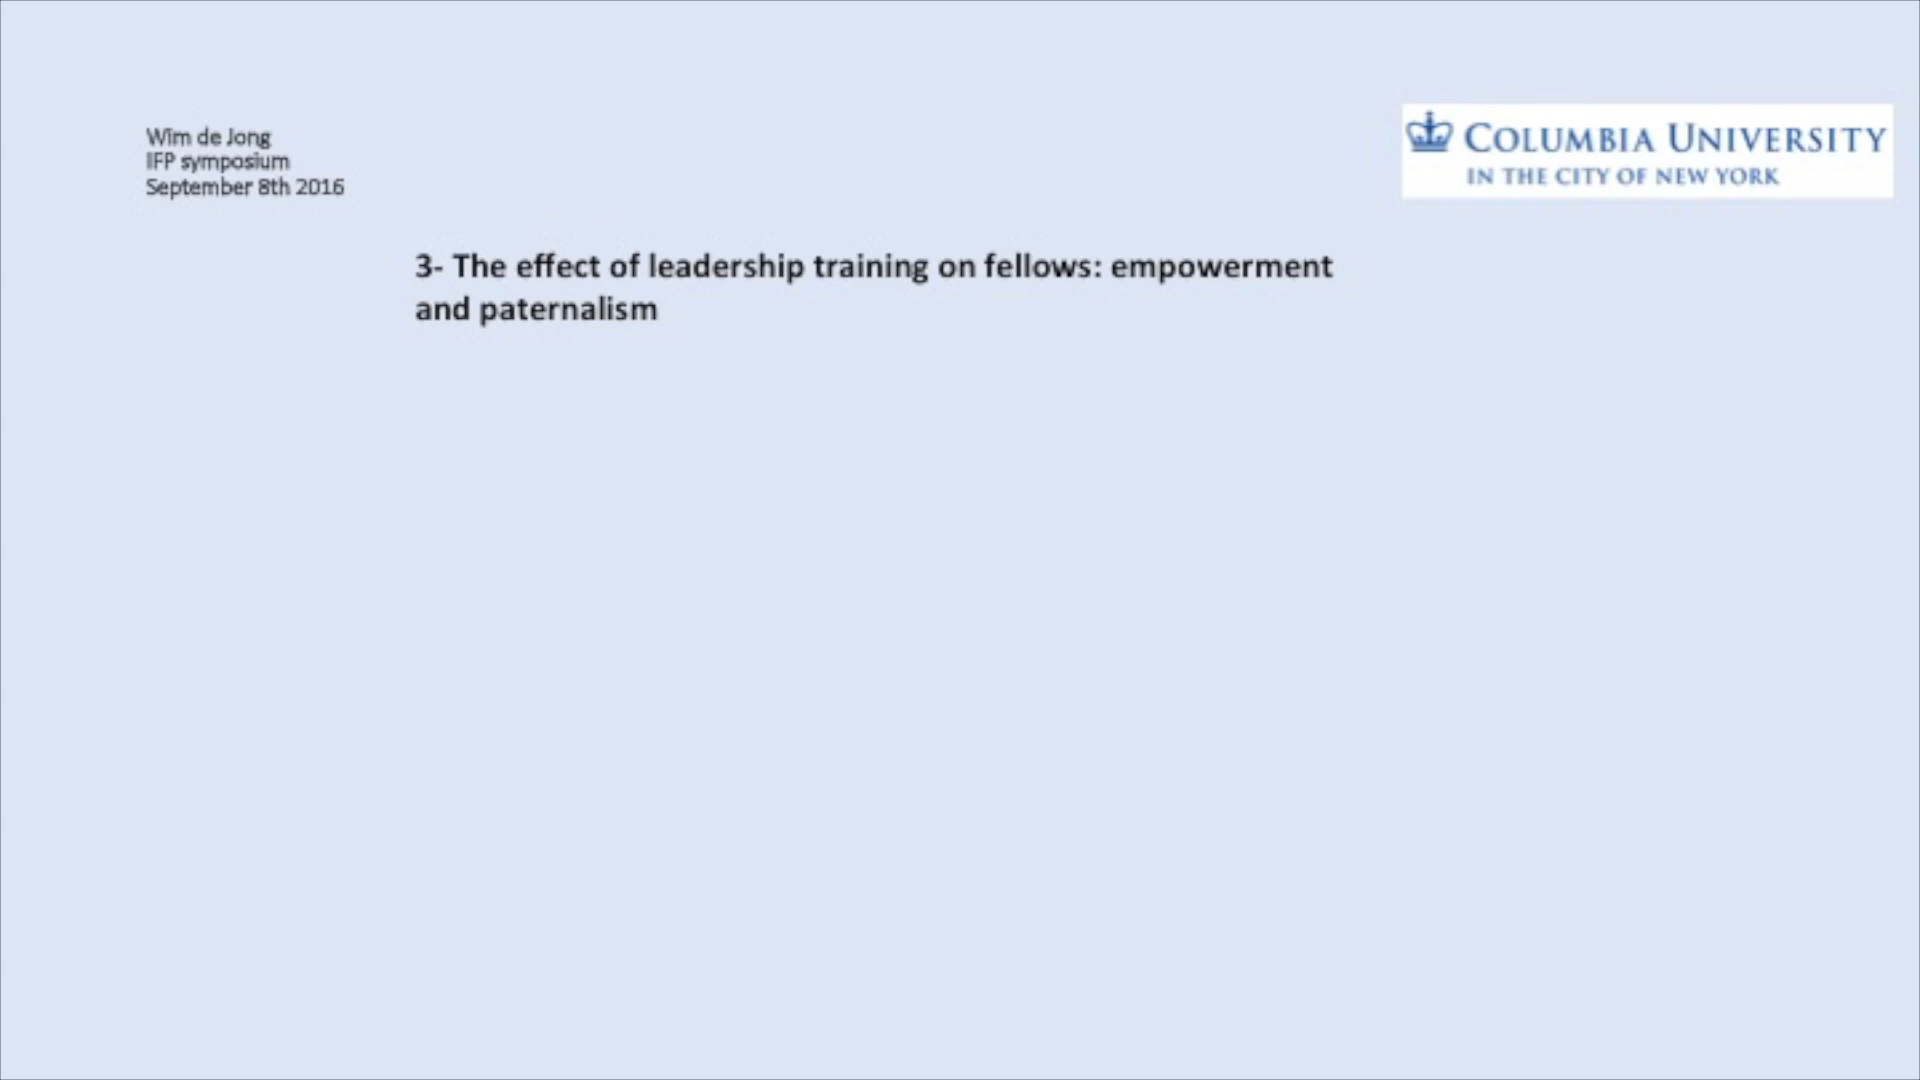 Wim de Jong
IFP symposium
September 8th 2016
COLUMBIA UNIVERSITY
IN THE CITY OF NEW YORK
3- The effect of leadership training on fellows: empowerment
and paternalism